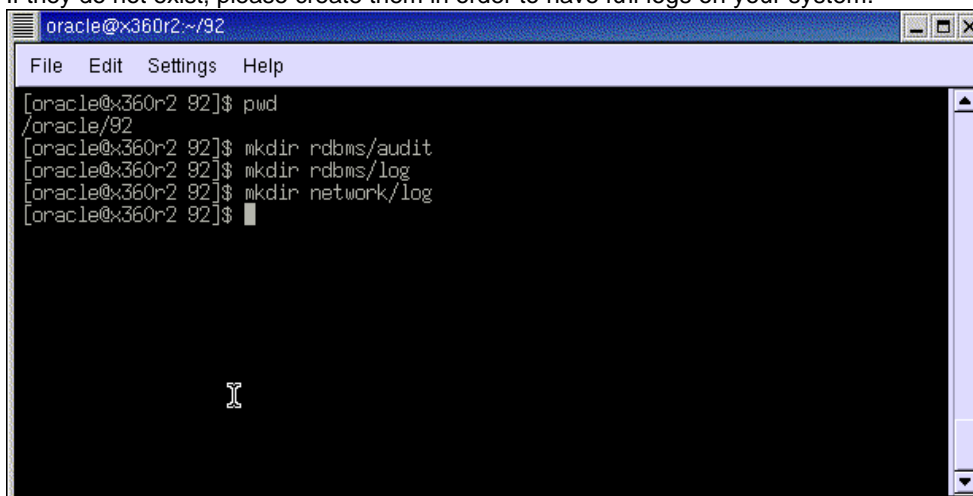 If they do not exist, please create them in order to have full logs on your system.
oracle@x360r2:~/92
File Edit Settings Help
[oracle@x360r2 92]$ pwd
/oracle/92
[oracle@x360r2 92]$ mkdir rdbms/audit
[oracle@x360r2 92]$ mkdir rdbms/log
[oracle@x360r2 92]$ mkdir network/log
[oracle@x360r2 92]$